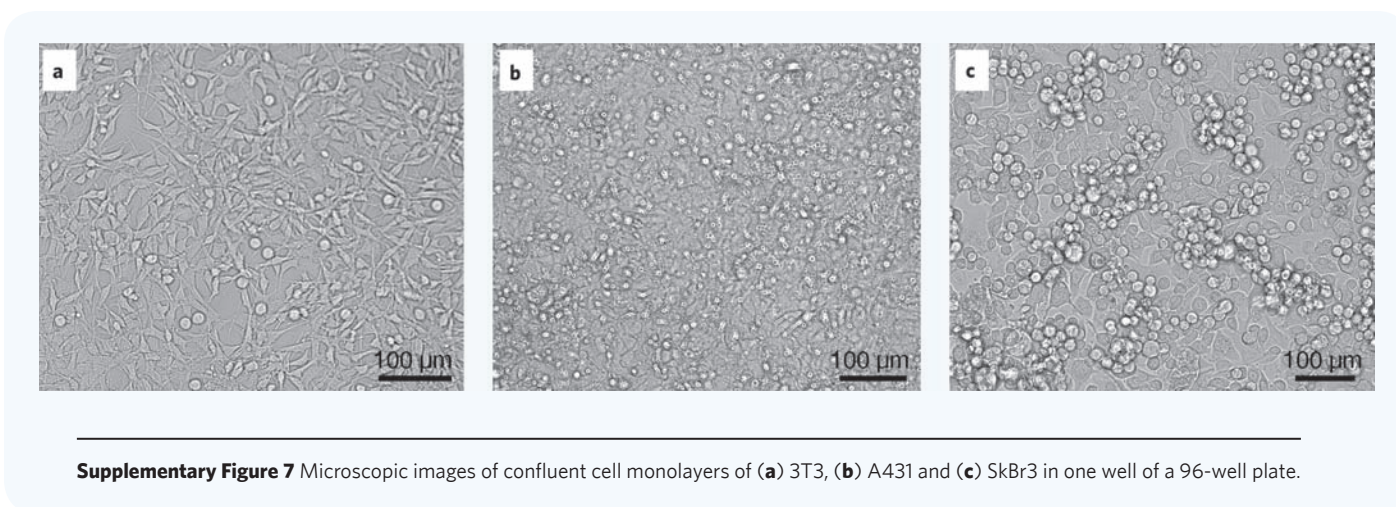 a
b
c
100 µm
100 µm
100 µm
Supplementary Figure 7 Microscopic images of confluent cell monolayers of (a) 3T3, (b) A431 and (c) SkBr3 in one well of a 96-well plate.